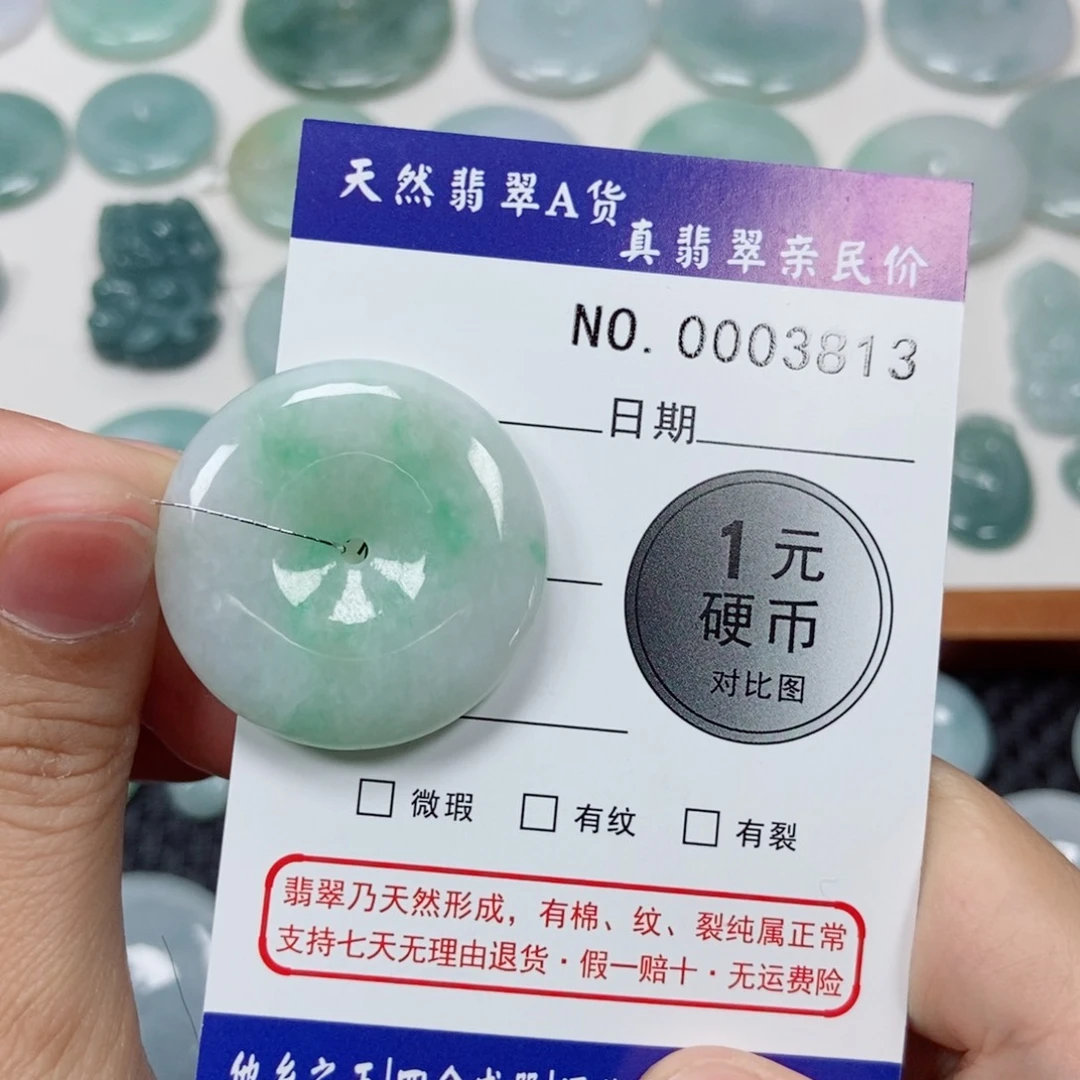 天然翡翠A货
真翡翠亲民价
NO. 0003813
日期
1元
硬币
对比图
微瑕 有纹 有裂
翡翠乃天然形成，有棉、纹、裂纯属正常
支持七天无理由退货·假一赔十·无运费险